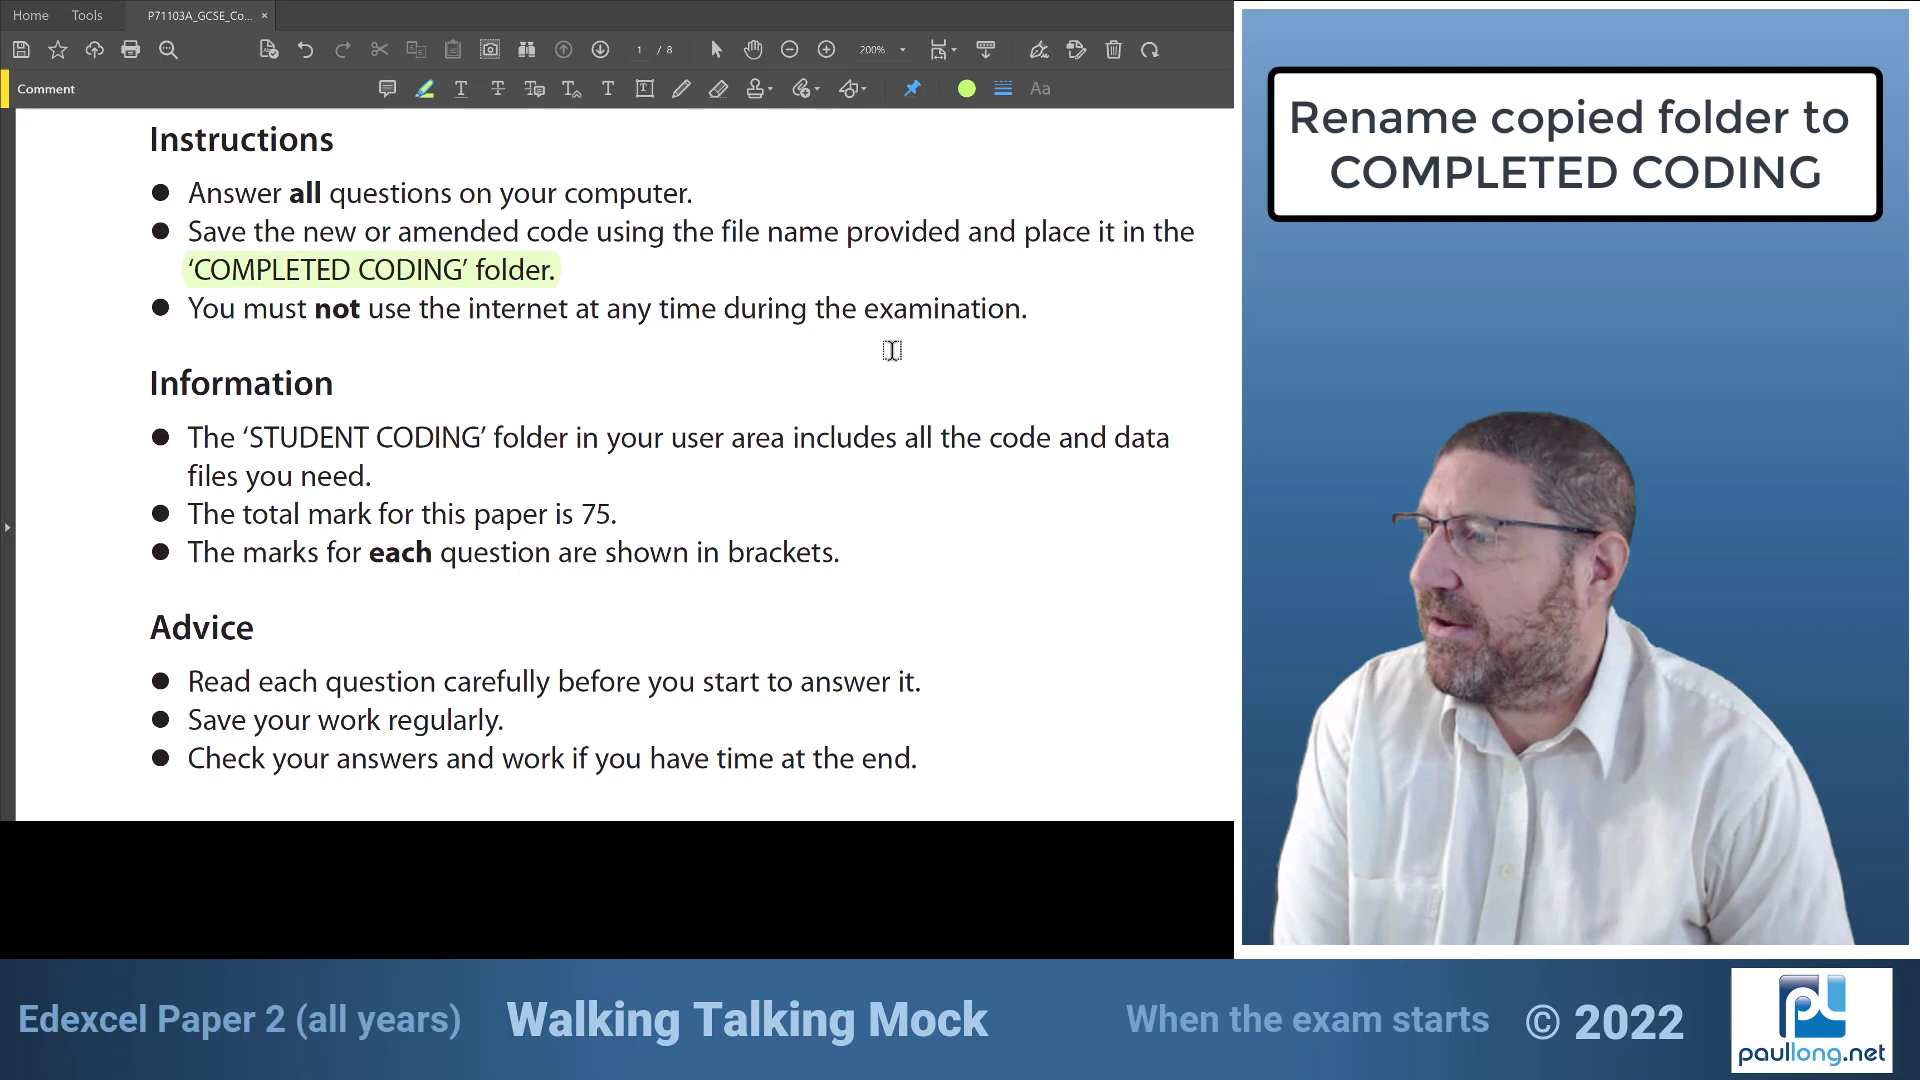 Home Tools P71103A_GCSE_Co... ×
1 / 8 200%
Comment
Aa
Instructions
● Answer all questions on your computer.
● Save the new or amended code using the file name provided and place it in the
‘COMPLETED CODING’ folder.
● You must not use the internet at any time during the examination.
Information
● The ‘STUDENT CODING’ folder in your user area includes all the code and data
files you need.
● The total mark for this paper is 75.
● The marks for each question are shown in brackets.
Advice
● Read each question carefully before you start to answer it.
● Save your work regularly.
● Check your answers and work if you have time at the end.
Rename copied folder to
COMPLETED CODING
Edexcel Paper 2 (all years) Walking Talking Mock When the exam starts © 2022
pl
paullong.net